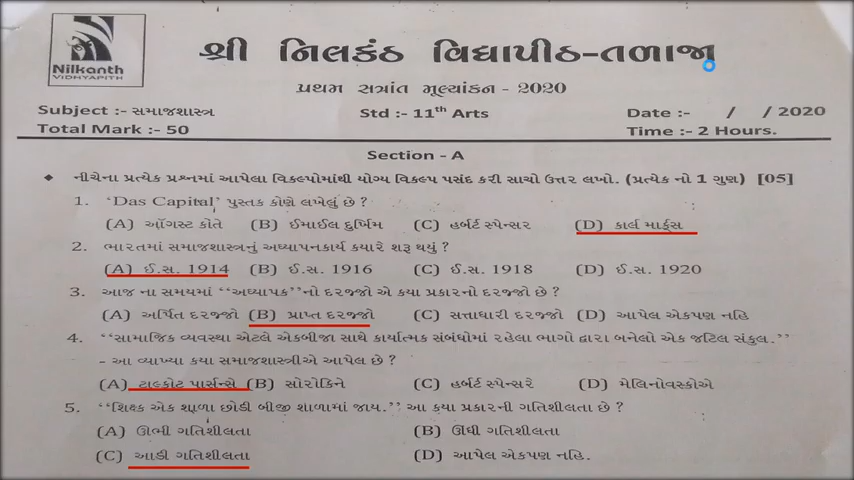 Nilkanth
VIDHYAPITH
શ્રી નિલકંઠ વિદ્યાપીઠ-તળાજા
પ્રથમ સત્રાંત મૂલ્યાંકન - 2020
Subject :- સમાજશાસ્ત્ર Std :- 11th Arts Date :- / / 2020
Total Mark :- 50 Time :- 2 Hours.
Section - A
◆ નીચેના પ્રત્યેક પ્રશ્નમાં આપેલા વિકલ્પોમાંથી યોગ્ય વિકલ્પ પસંદ કરી સાચો ઉત્તર લખો. (પ્રત્યેક નો 1 ગુણ) [05]
1. ‘Das Capital’ પુસ્તક કોણે લખેલું છે ?
(A) ઑગસ્ટ કોંતે (B) ઈમાઈલ દુર્ખિમ (C) હર્બર્ટ સ્પેન્સર (D) કાર્લ માર્ક્સ
2. ભારતમાં સમાજશાસ્ત્રનું અધ્યાપનકાર્ય કયારે શરૂ થયું ?
(A) ઈ.સ. 1914 (B) ઈ.સ. 1916 (C) ઈ.સ. 1918 (D) ઈ.સ. 1920
3. આજ ના સમયમાં “અધ્યાપક”નો દરજ્જો એ કયા પ્રકારનો દરજ્જો છે ?
(A) અર્પિત દરજ્જો (B) પ્રાપ્ત દરજ્જો (C) સત્તાધારી દરજ્જો (D) આપેલ એકપણ નહિ
4. “સામાજિક વ્યવસ્થા એટલે એકબીજા સાથે કાર્યાત્મક સંબંધોમાં રહેલા ભાગો દ્વારા બનેલો એક જટિલ સંકુલ.”
- આ વ્યાખ્યા કયા સમાજશાસ્ત્રીએ આપેલ છે ?
(A) ટાલ્કોટ પાર્સન્સે (B) સોરોકિને (C) હર્બર્ટ સ્પેન્સરે (D) મેલિનોવસ્કીએ
5. “શિક્ષક એક શાળા છોડી બીજી શાળામાં જાય.” આ કયા પ્રકારની ગતિશીલતા છે ?
(A) ઊભી ગતિશીલતા (B) ઊંધી ગતિશીલતા
(C) આડી ગતિશીલતા (D) આપેલ એકપણ નહિ.